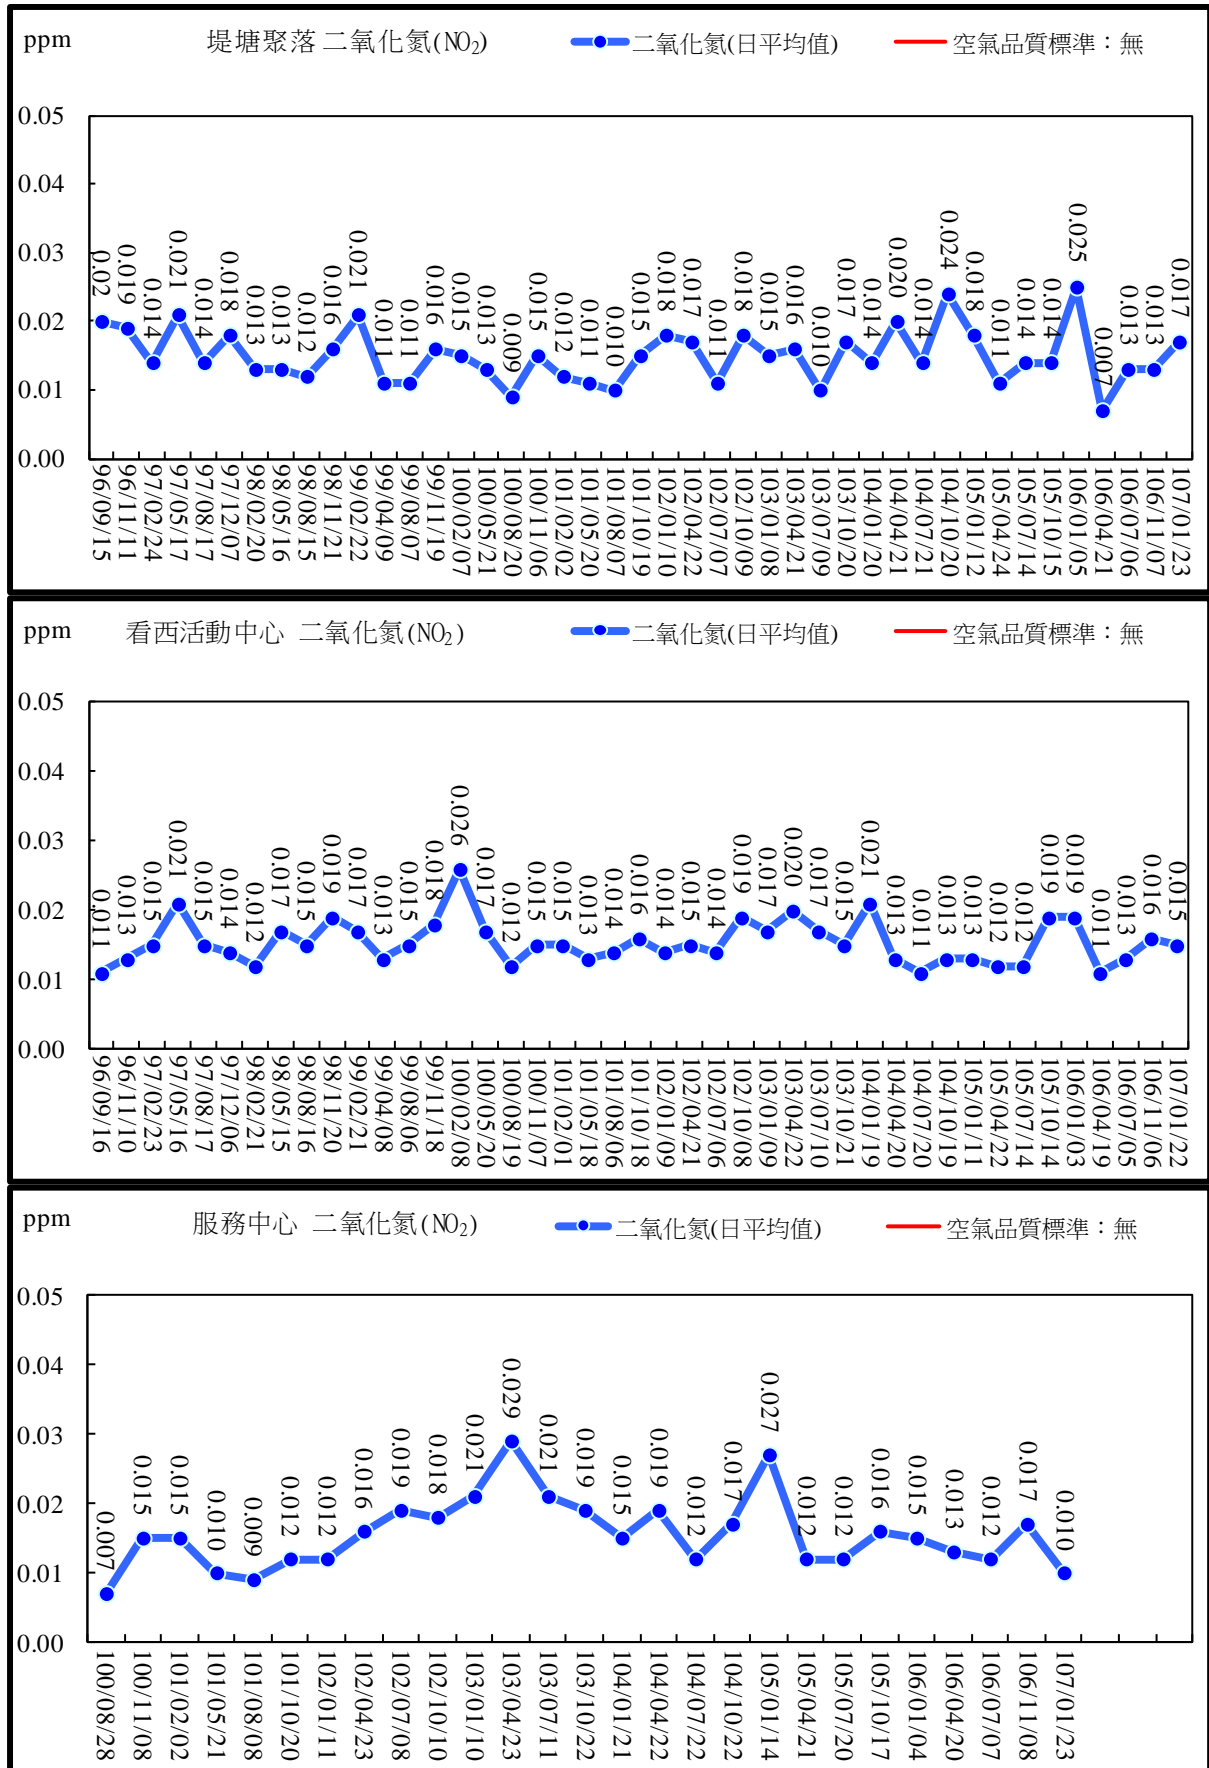 ppm 堤塘聚落 二氧化氮(NO₂) 二氧化氮(日平均值) 空氣品質標準：無
0.05
0.04
0.03
0.02
0.01
0.00
0.02 0.019 0.014 0.021 0.014 0.018 0.013 0.013 0.012 0.016 0.021 0.011 0.011 0.016 0.015 0.013 0.009 0.015 0.012 0.011 0.010 0.015 0.018 0.017 0.011 0.018 0.015 0.016 0.010 0.017 0.014 0.020 0.014 0.024 0.018 0.011 0.014 0.014 0.025 0.007 0.013 0.013 0.017
96/09/15 96/11/11 97/02/24 97/05/17 97/08/17 97/12/07 98/02/20 98/05/16 98/08/15 98/11/21 99/02/22 99/04/09 99/08/07 99/11/19 100/02/07 100/05/21 100/08/20 100/11/06 101/02/02 101/05/20 101/08/07 101/10/19 102/01/10 102/04/22 102/07/07 102/10/09 103/01/08 103/04/21 103/07/09 103/10/20 104/01/20 104/04/21 104/07/21 104/10/20 105/01/12 105/04/24 105/07/14 105/10/15 106/01/05 106/04/21 106/07/06 106/11/07 107/01/23
ppm 看西活動中心 二氧化氮(NO₂) 二氧化氮(日平均值) 空氣品質標準：無
0.05
0.04
0.03
0.02
0.01
0.00
0.011 0.013 0.015 0.021 0.015 0.014 0.012 0.017 0.015 0.019 0.017 0.013 0.015 0.018 0.026 0.017 0.012 0.015 0.015 0.013 0.014 0.016 0.014 0.015 0.014 0.019 0.017 0.020 0.017 0.015 0.021 0.013 0.011 0.013 0.013 0.012 0.012 0.019 0.019 0.011 0.013 0.016 0.015
96/09/16 96/11/10 97/02/23 97/05/16 97/08/17 97/12/06 98/02/21 98/05/15 98/08/16 98/11/20 99/02/21 99/04/08 99/08/06 99/11/18 100/02/08 100/05/20 100/08/19 100/11/07 101/02/01 101/05/18 101/08/06 101/10/18 102/01/09 102/04/21 102/07/06 102/10/08 103/01/09 103/04/22 103/07/10 103/10/21 104/01/19 104/04/20 104/07/20 104/10/19 105/01/11 105/04/22 105/07/14 105/10/14 106/01/03 106/04/19 106/07/05 106/11/06 107/01/22
ppm 服務中心 二氧化氮(NO₂) 二氧化氮(日平均值) 空氣品質標準：無
0.05
0.04
0.03
0.02
0.01
0.00
0.007 0.015 0.015 0.010 0.009 0.012 0.012 0.016 0.019 0.018 0.021 0.029 0.021 0.019 0.015 0.019 0.012 0.017 0.027 0.012 0.012 0.016 0.015 0.013 0.012 0.017 0.010
100/08/28 100/11/08 101/02/02 101/05/21 101/08/08 101/10/20 102/01/11 102/04/23 102/07/08 102/10/10 103/01/10 103/04/23 103/07/11 103/10/22 104/01/21 104/04/22 104/07/22 104/10/22 105/01/14 105/04/21 105/07/20 105/10/17 106/01/04 106/04/20 106/07/07 106/11/08 107/01/23